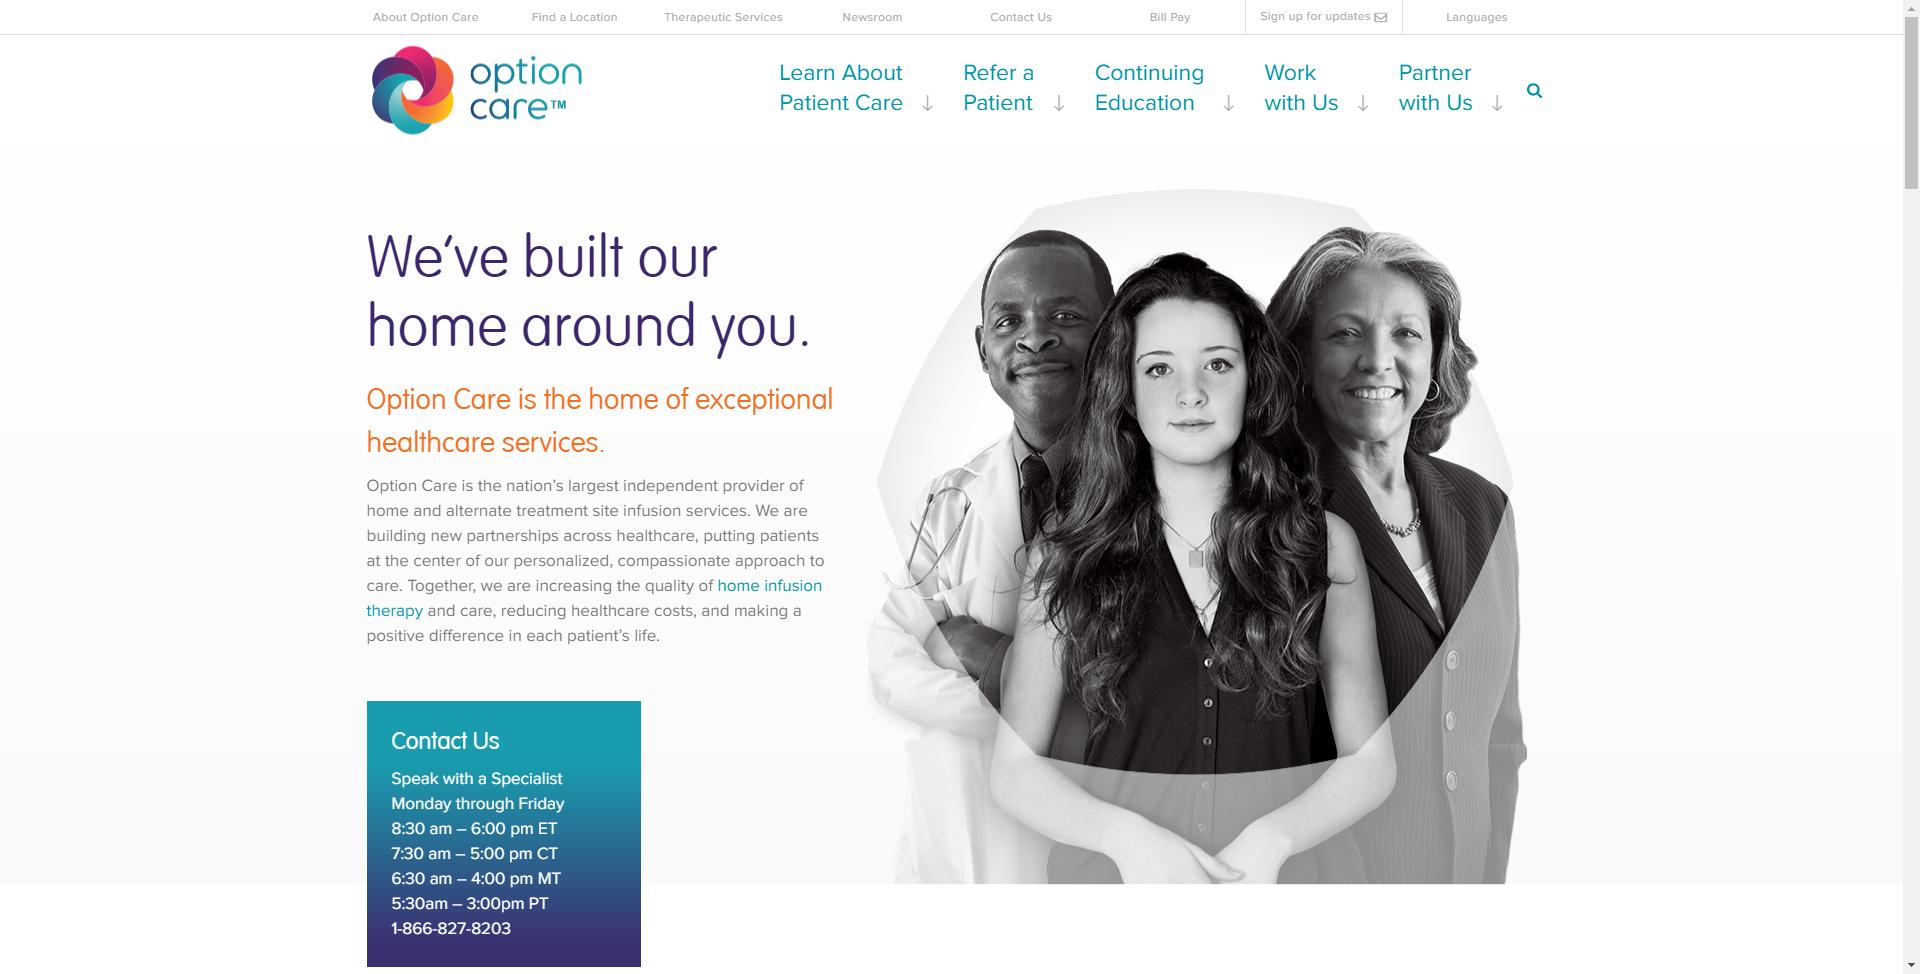 About Option Care
Find a Location
Therapeutic Services
Newsroom
Contact Us
Bill Pay
Sign up for updates
Languages
option
care™
Learn About
Patient Care
Refer a
Patient
Continuing
Education
Work
with Us
Partner
with Us
We’ve built our
home around you.
Option Care is the home of exceptional
healthcare services.
Option Care is the nation’s largest independent provider of
home and alternate treatment site infusion services. We are
building new partnerships across healthcare, putting patients
at the center of our personalized, compassionate approach to
care. Together, we are increasing the quality of home infusion
therapy and care, reducing healthcare costs, and making a
positive difference in each patient’s life.
Contact Us
Speak with a Specialist
Monday through Friday
8:30 am – 6:00 pm ET
7:30 am – 5:00 pm CT
6:30 am – 4:00 pm MT
5:30am – 3:00pm PT
1-866-827-8203